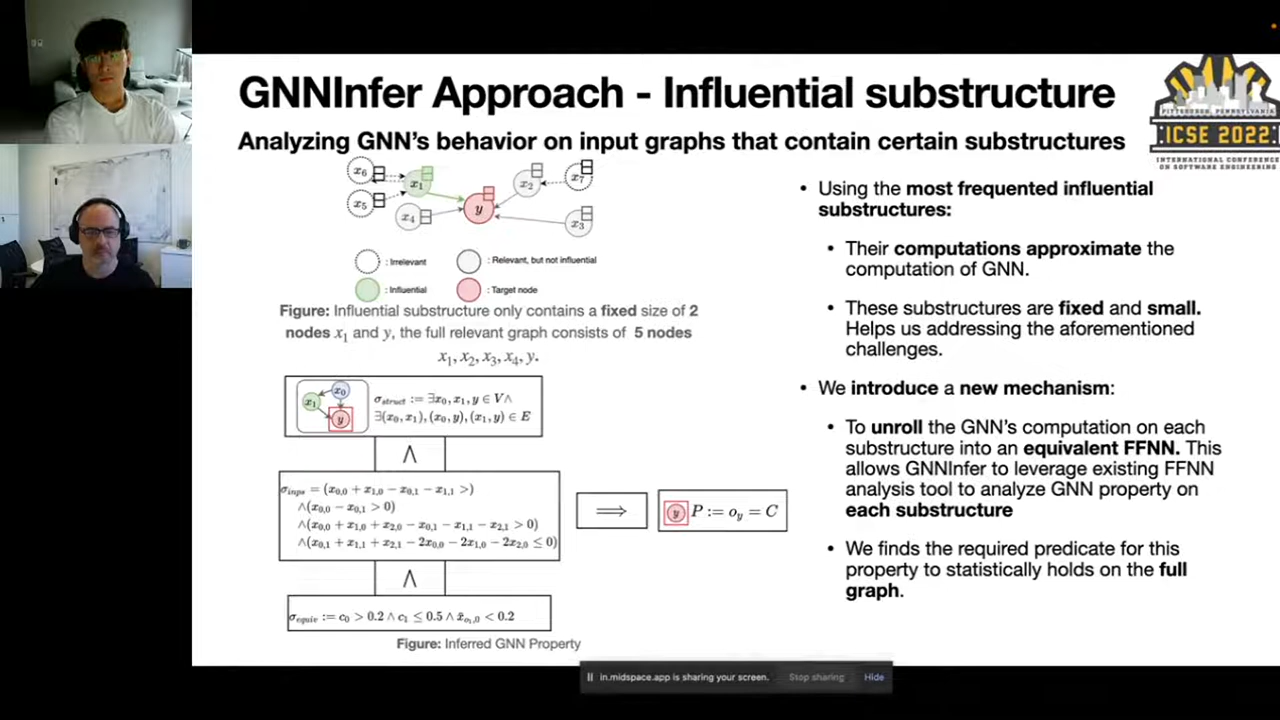 GNNInfer Approach - Influential substructure
Analyzing GNN's behavior on input graphs that contain certain substructures
PITTSBURGH, PENNSYLVANIA
ICSE 2022
INTERNATIONAL CONFERENCE
ON SOFTWARE ENGINEERING
x₆
x₁
x₂
x₇
x₅
x₄
y
x₃
: Irrelevant
: Relevant, but not influential
: Influential
: Target node
Figure: Influential substructure only contains a fixed size of 2
nodes x₁ and y, the full relevant graph consists of 5 nodes
x₁, x₂, x₃, x₄, y.
x₀
x₁
y
σ_struct := ∃x₀, x₁, y ∈ V∧
∃(x₀, x₁), (x₀, y), (x₁, y) ∈ E
∧
σ_inps = (x₀,₀ + x₁,₀ − x₀,₁ − x₁,₁ >)
∧(x₀,₀ − x₀,₁ > 0)
∧(x₀,₀ + x₁,₀ + x₂,₀ − x₀,₁ − x₁,₁ − x₂,₁ > 0)
∧(x₀,₁ + x₁,₁ + x₂,₁ − 2x₀,₀ − 2x₁,₀ − 2x₂,₀ ≤ 0)
⟹
y P := o_y = C
∧
σ_equiv := c₀ > 0.2 ∧ c₁ ≤ 0.5 ∧ x̄_o₁,₀ < 0.2
Figure: Inferred GNN Property
• Using the most frequented influential
substructures:
• Their computations approximate the
computation of GNN.
• These substructures are fixed and small.
Helps us addressing the aforementioned
challenges.
• We introduce a new mechanism:
• To unroll the GNN's computation on each
substructure into an equivalent FFNN. This
allows GNNInfer to leverage existing FFNN
analysis tool to analyze GNN property on
each substructure
• We finds the required predicate for this
property to statistically holds on the full
graph.
in.midspace.app is sharing your screen.
Stop sharing
Hide